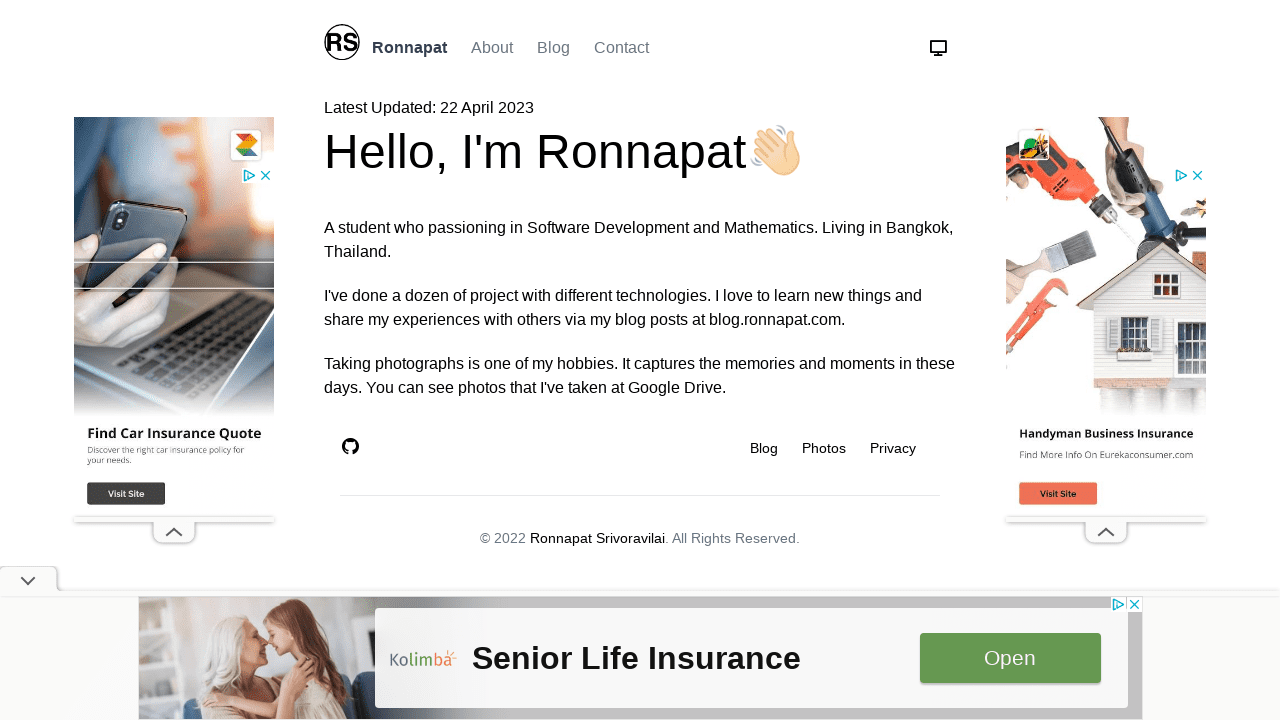 RS
Ronnapat About Blog Contact
Latest Updated: 22 April 2023
Hello, I'm Ronnapat👋🏻
A student who passioning in Software Development and Mathematics. Living in Bangkok,
Thailand.
I've done a dozen of project with different technologies. I love to learn new things and
share my experiences with others via my blog posts at blog.ronnapat.com.
Taking photographs is one of my hobbies. It captures the memories and moments in these
days. You can see photos that I've taken at Google Drive.
Blog Photos Privacy
© 2022 Ronnapat Srivoravilai. All Rights Reserved.
Find Car Insurance Quote
Discover the right car insurance policy for
your needs.
Visit Site
Handyman Business Insurance
Find More Info On Eurekaconsumer.com
Visit Site
Kolimba
Senior Life Insurance
Open